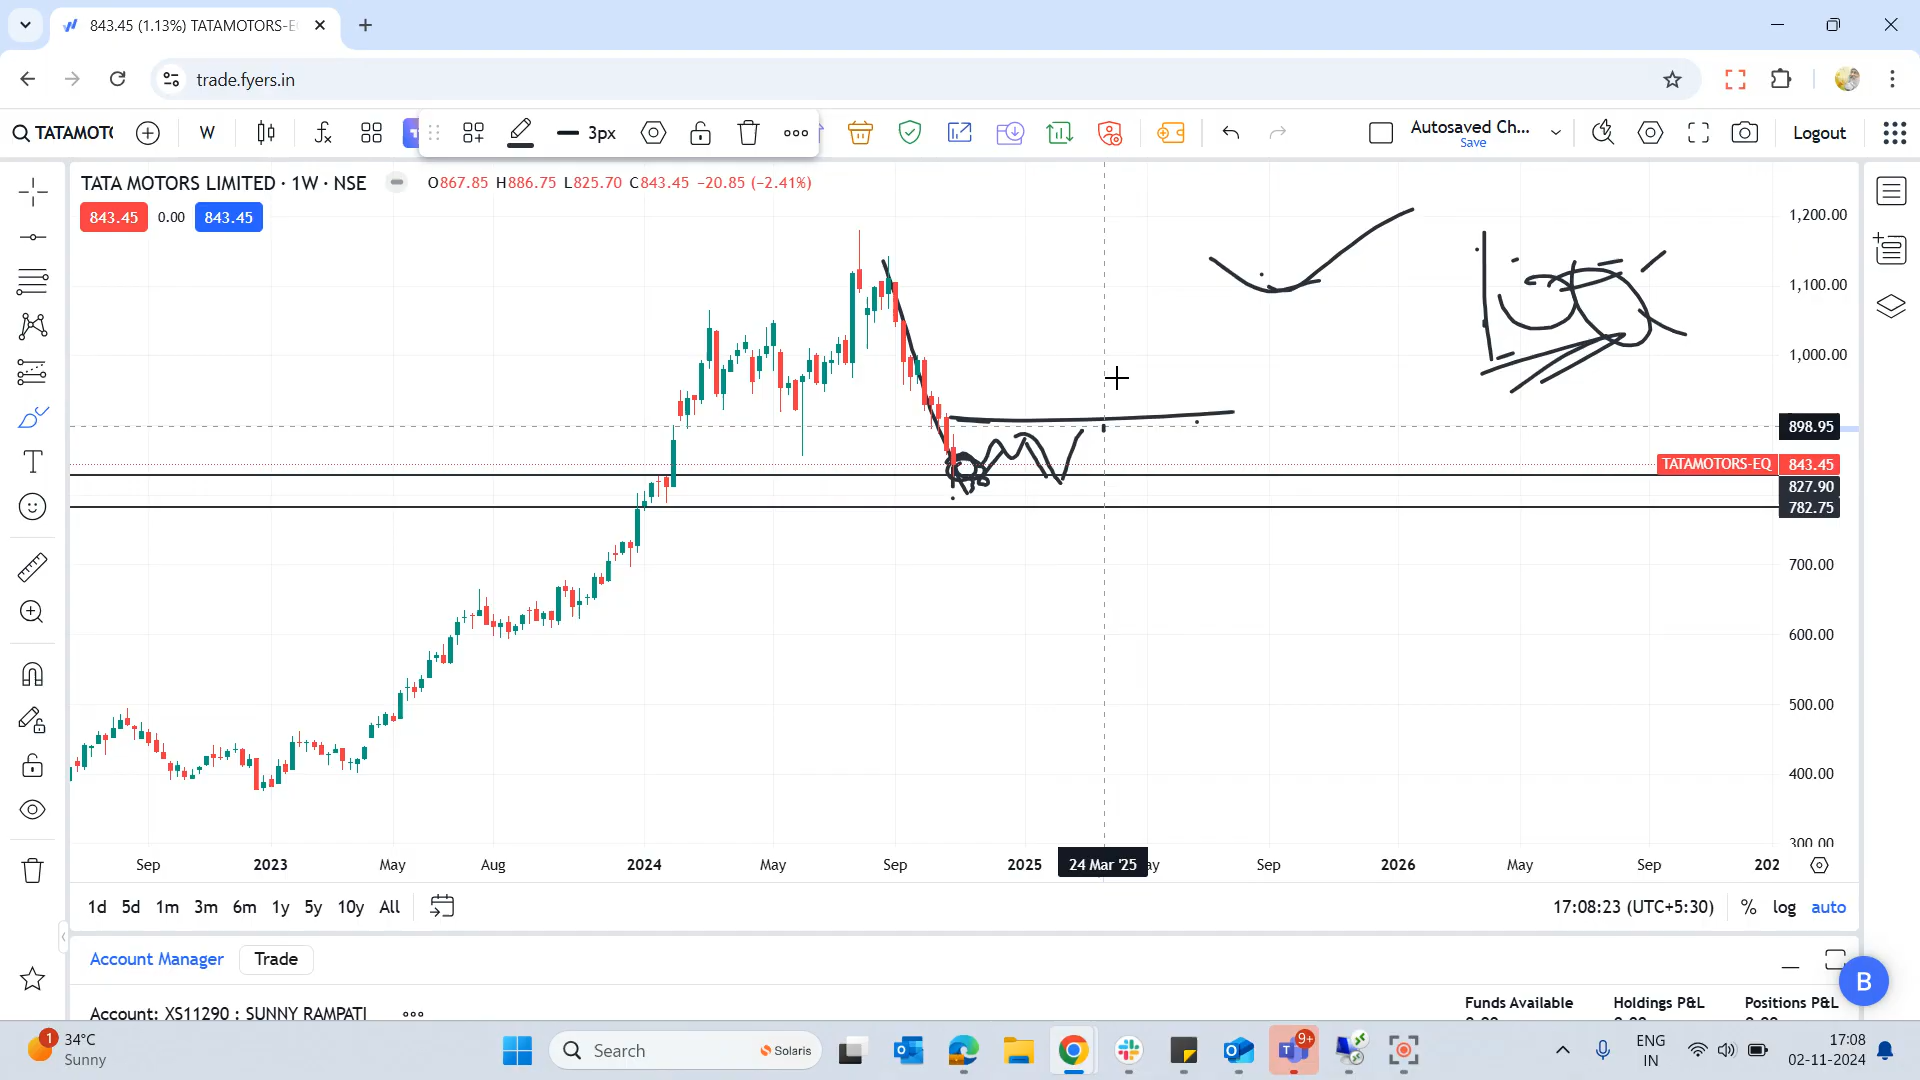 843.45 (1.13%) TATAMOTORS-E
trade.fyers.in
TATAMOTO
W
3px
Autosaved Ch...
Save
Logout
TATA MOTORS LIMITED · 1W · NSE
O867.85 H886.75 L825.70 C843.45 −20.85 (−2.41%)
843.45 0.00 843.45
1,200.00
1,100.00
1,000.00
898.95
TATAMOTORS-EQ 843.45
827.90
782.75
700.00
600.00
500.00
400.00
300.00
Sep 2023 May Aug 2024 May Sep 2025 24 Mar '25 ay Sep 2026 May Sep 202
1d 5d 1m 3m 6m 1y 5y 10y All
17:08:23 (UTC+5:30) % log auto
Account Manager Trade
B
Account: XS11290 : SUNNY RAMPATI
Funds Available Holdings P&L Positions P&L
1 34°C
Sunny
Search
Solaris
9+
ENG
IN
17:08
02-11-2024